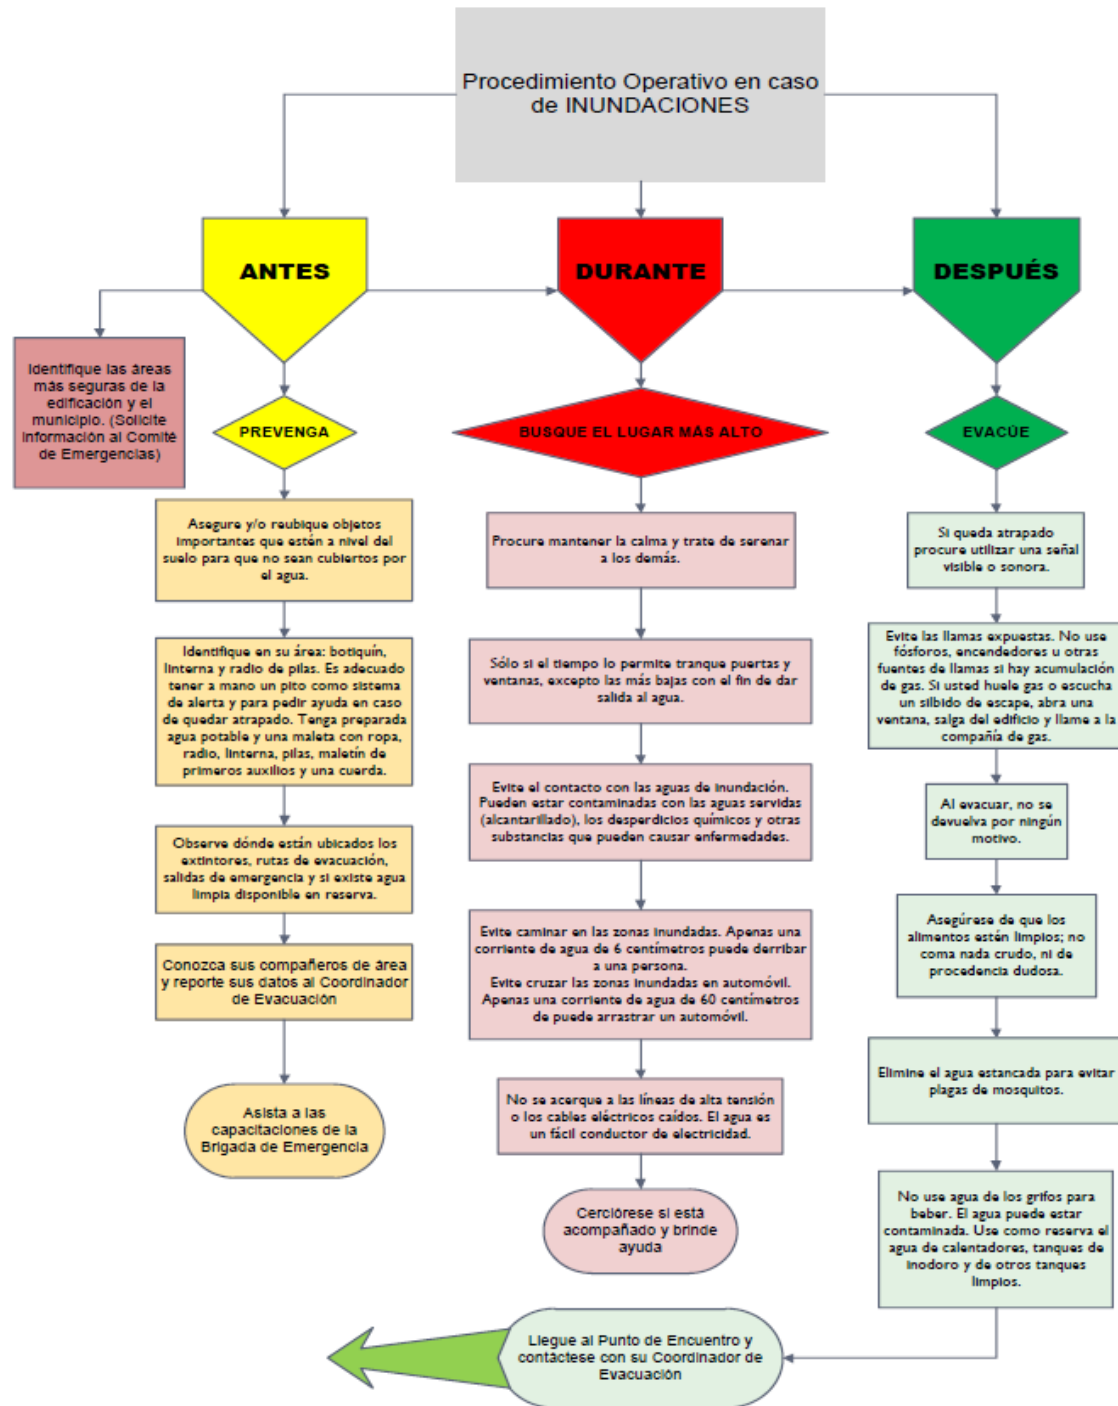 Procedimiento Operativo en caso
de INUNDACIONES
ANTES
DURANTE
DESPUÉS
Identifique las áreas
más seguras de la
edificación y el
municipio. (Solicite
información al Comité
de Emergencias)
PREVENGA
Asegure y/o reubique objetos
importantes que estén a nivel del
suelo para que no sean cubiertos por
el agua.
Identifique en su área: botiquín,
linterna y radio de pilas. Es adecuado
tener a mano un pito como sistema
de alerta y para pedir ayuda en caso
de quedar atrapado. Tenga preparada
agua potable y una maleta con ropa,
radio, linterna, pilas, maletín de
primeros auxilios y una cuerda.
Observe dónde están ubicados los
extintores, rutas de evacuación,
salidas de emergencia y si existe agua
limpia disponible en reserva.
Conozca sus compañeros de área
y reporte sus datos al Coordinador
de Evacuación
Asista a las
capacitaciones de la
Brigada de Emergencia
BUSQUE EL LUGAR MÁS ALTO
Procure mantener la calma y trate de serenar
a los demás.
Sólo si el tiempo lo permite tranque puertas y
ventanas, excepto las más bajas con el fin de dar
salida al agua.
Evite el contacto con las aguas de inundación.
Pueden estar contaminadas con las aguas servidas
(alcantarillado), los desperdicios químicos y otras
substancias que pueden causar enfermedades.
Evite caminar en las zonas inundadas. Apenas una
corriente de agua de 6 centímetros puede derribar
a una persona.
Evite cruzar las zonas inundadas en automóvil.
Apenas una corriente de agua de 60 centímetros
de puede arrastrar un automóvil.
No se acerque a las líneas de alta tensión
o los cables eléctricos caídos. El agua es
un fácil conductor de electricidad.
Cerciórese si está
acompañado y brinde
ayuda
EVACÚE
Si queda atrapado
procure utilizar una señal
visible o sonora.
Evite las llamas expuestas. No use
fósforos, encendedores u otras
fuentes de llamas si hay acumulación
de gas. Si usted huele gas o escucha
un silbido de escape, abra una
ventana, salga del edificio y llame a la
compañía de gas.
Al evacuar, no se
devuelva por ningún
motivo.
Asegúrese de que los
alimentos estén limpios; no
coma nada crudo, ni de
procedencia dudosa.
Elimine el agua estancada para evitar
plagas de mosquitos.
No use agua de los grifos para
beber. El agua puede estar
contaminada. Use como reserva el
agua de calentadores, tanques de
inodoro y de otros tanques
limpios.
Llegue al Punto de Encuentro y
contáctese con su Coordinador de
Evacuación